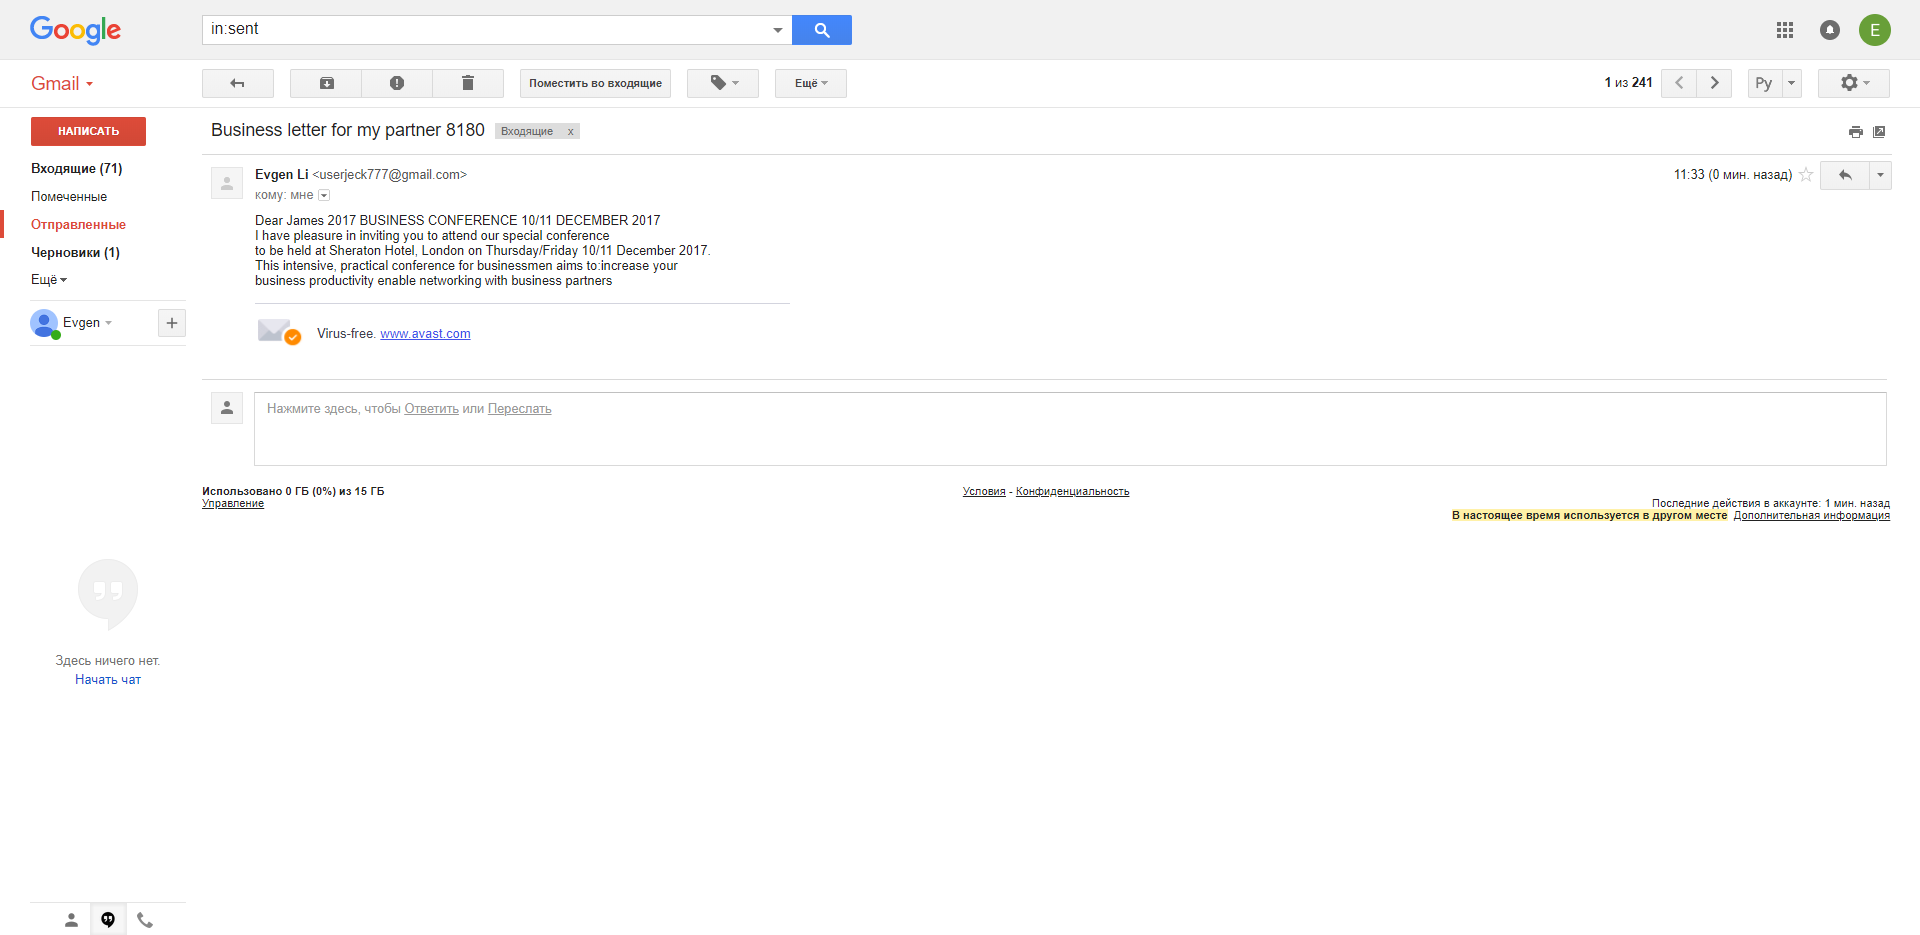 Google
in:sent
E
Gmail
Поместить во входящие
Ещё
1 из 241
Ру
НАПИСАТЬ
Business letter for my partner 8180
Входящие x
Входящие (71)
Помеченные
Отправленные
Черновики (1)
Ещё
Evgen
Evgen Li <userjeck777@gmail.com>
11:33 (0 мин. назад)
кому: мне
Dear James 2017 BUSINESS CONFERENCE 10/11 DECEMBER 2017
I have pleasure in inviting you to attend our special conference
to be held at Sheraton Hotel, London on Thursday/Friday 10/11 December 2017.
This intensive, practical conference for businessmen aims to:increase your
business productivity enable networking with business partners
Virus-free. www.avast.com
Нажмите здесь, чтобы Ответить или Переслать
Использовано 0 ГБ (0%) из 15 ГБ
Управление
Условия - Конфиденциальность
Последние действия в аккаунте: 1 мин. назад
В настоящее время используется в другом месте Дополнительная информация
Здесь ничего нет.
Начать чат